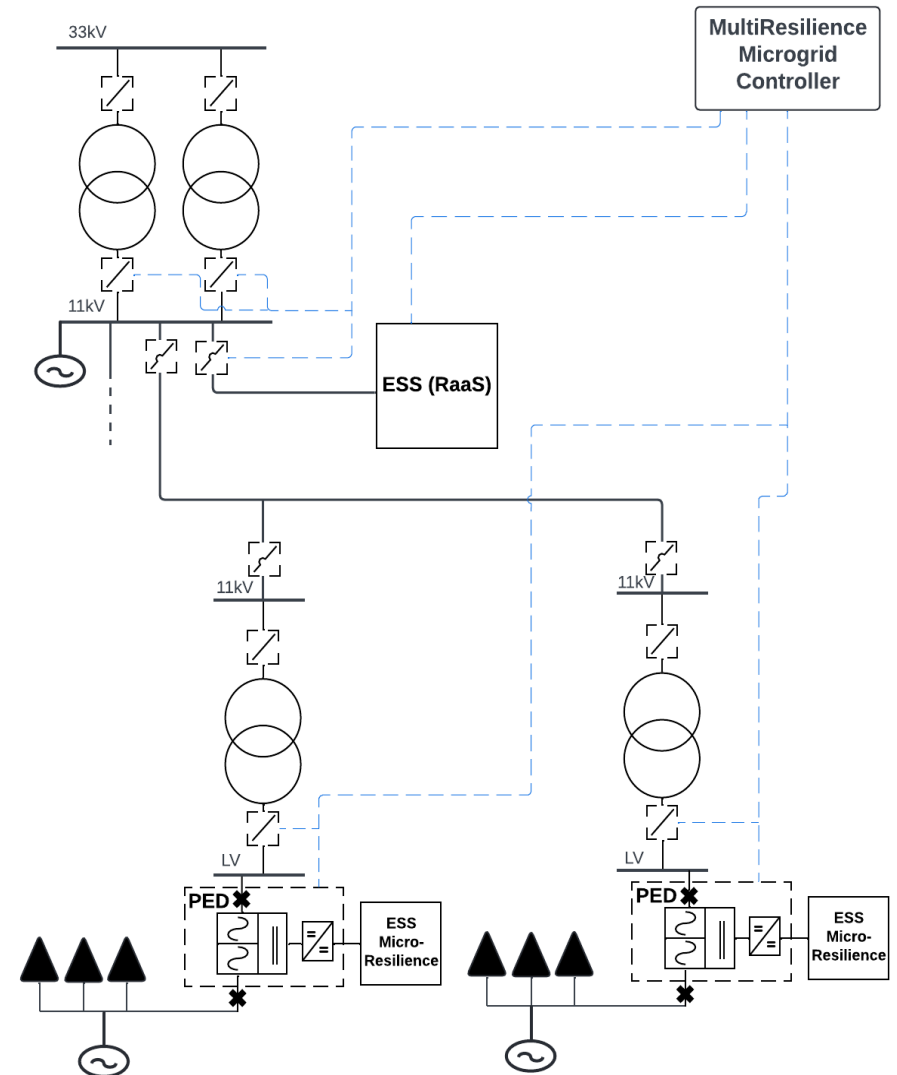 33kV
MultiResilience
Microgrid
Controller
11kV
ESS (RaaS)
11kV
11kV
LV
LV
PED
ESS
Micro-
Resilience
PED
ESS
Micro-
Resilience